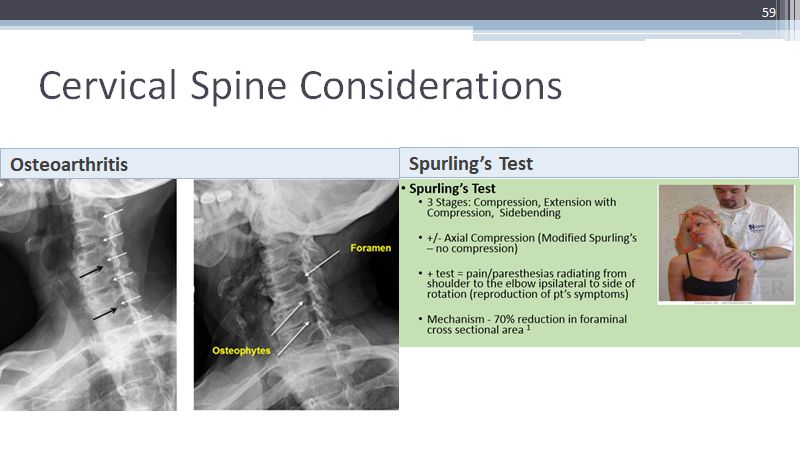 59
Cervical Spine Considerations
Osteoarthritis
Spurling’s Test
Foramen
Osteophytes
• Spurling’s Test
• 3 Stages: Compression, Extension with
Compression, Sidebending
• +/- Axial Compression (Modified Spurling’s
– no compression)
• + test = pain/paresthesias radiating from
shoulder to the elbow ipsilateral to side of
rotation (reproduction of pt’s symptoms)
• Mechanism - 70% reduction in foraminal
cross sectional area 1